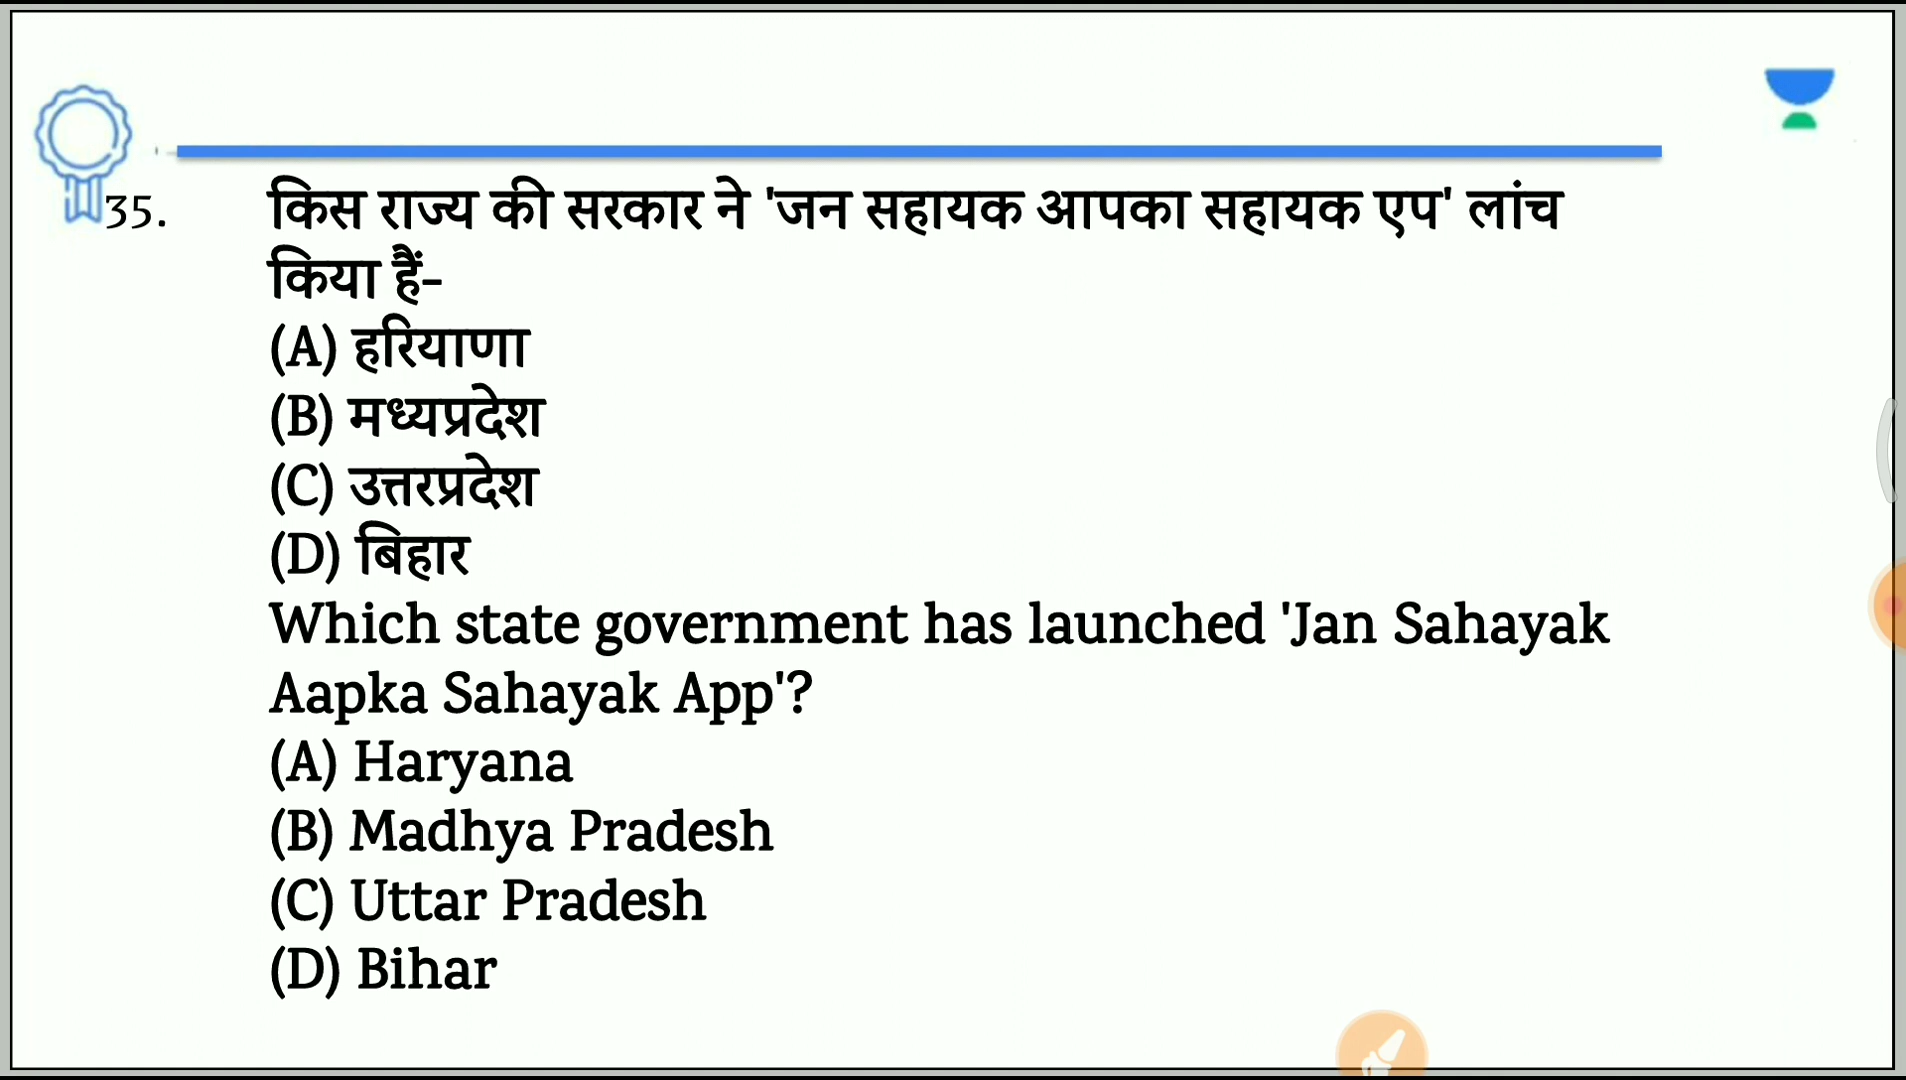 35. किस राज्य की सरकार ने 'जन सहायक आपका सहायक एप' लांच
किया हैं-
(A) हरियाणा
(B) मध्यप्रदेश
(C) उत्तरप्रदेश
(D) बिहार
Which state government has launched 'Jan Sahayak
Aapka Sahayak App'?
(A) Haryana
(B) Madhya Pradesh
(C) Uttar Pradesh
(D) Bihar